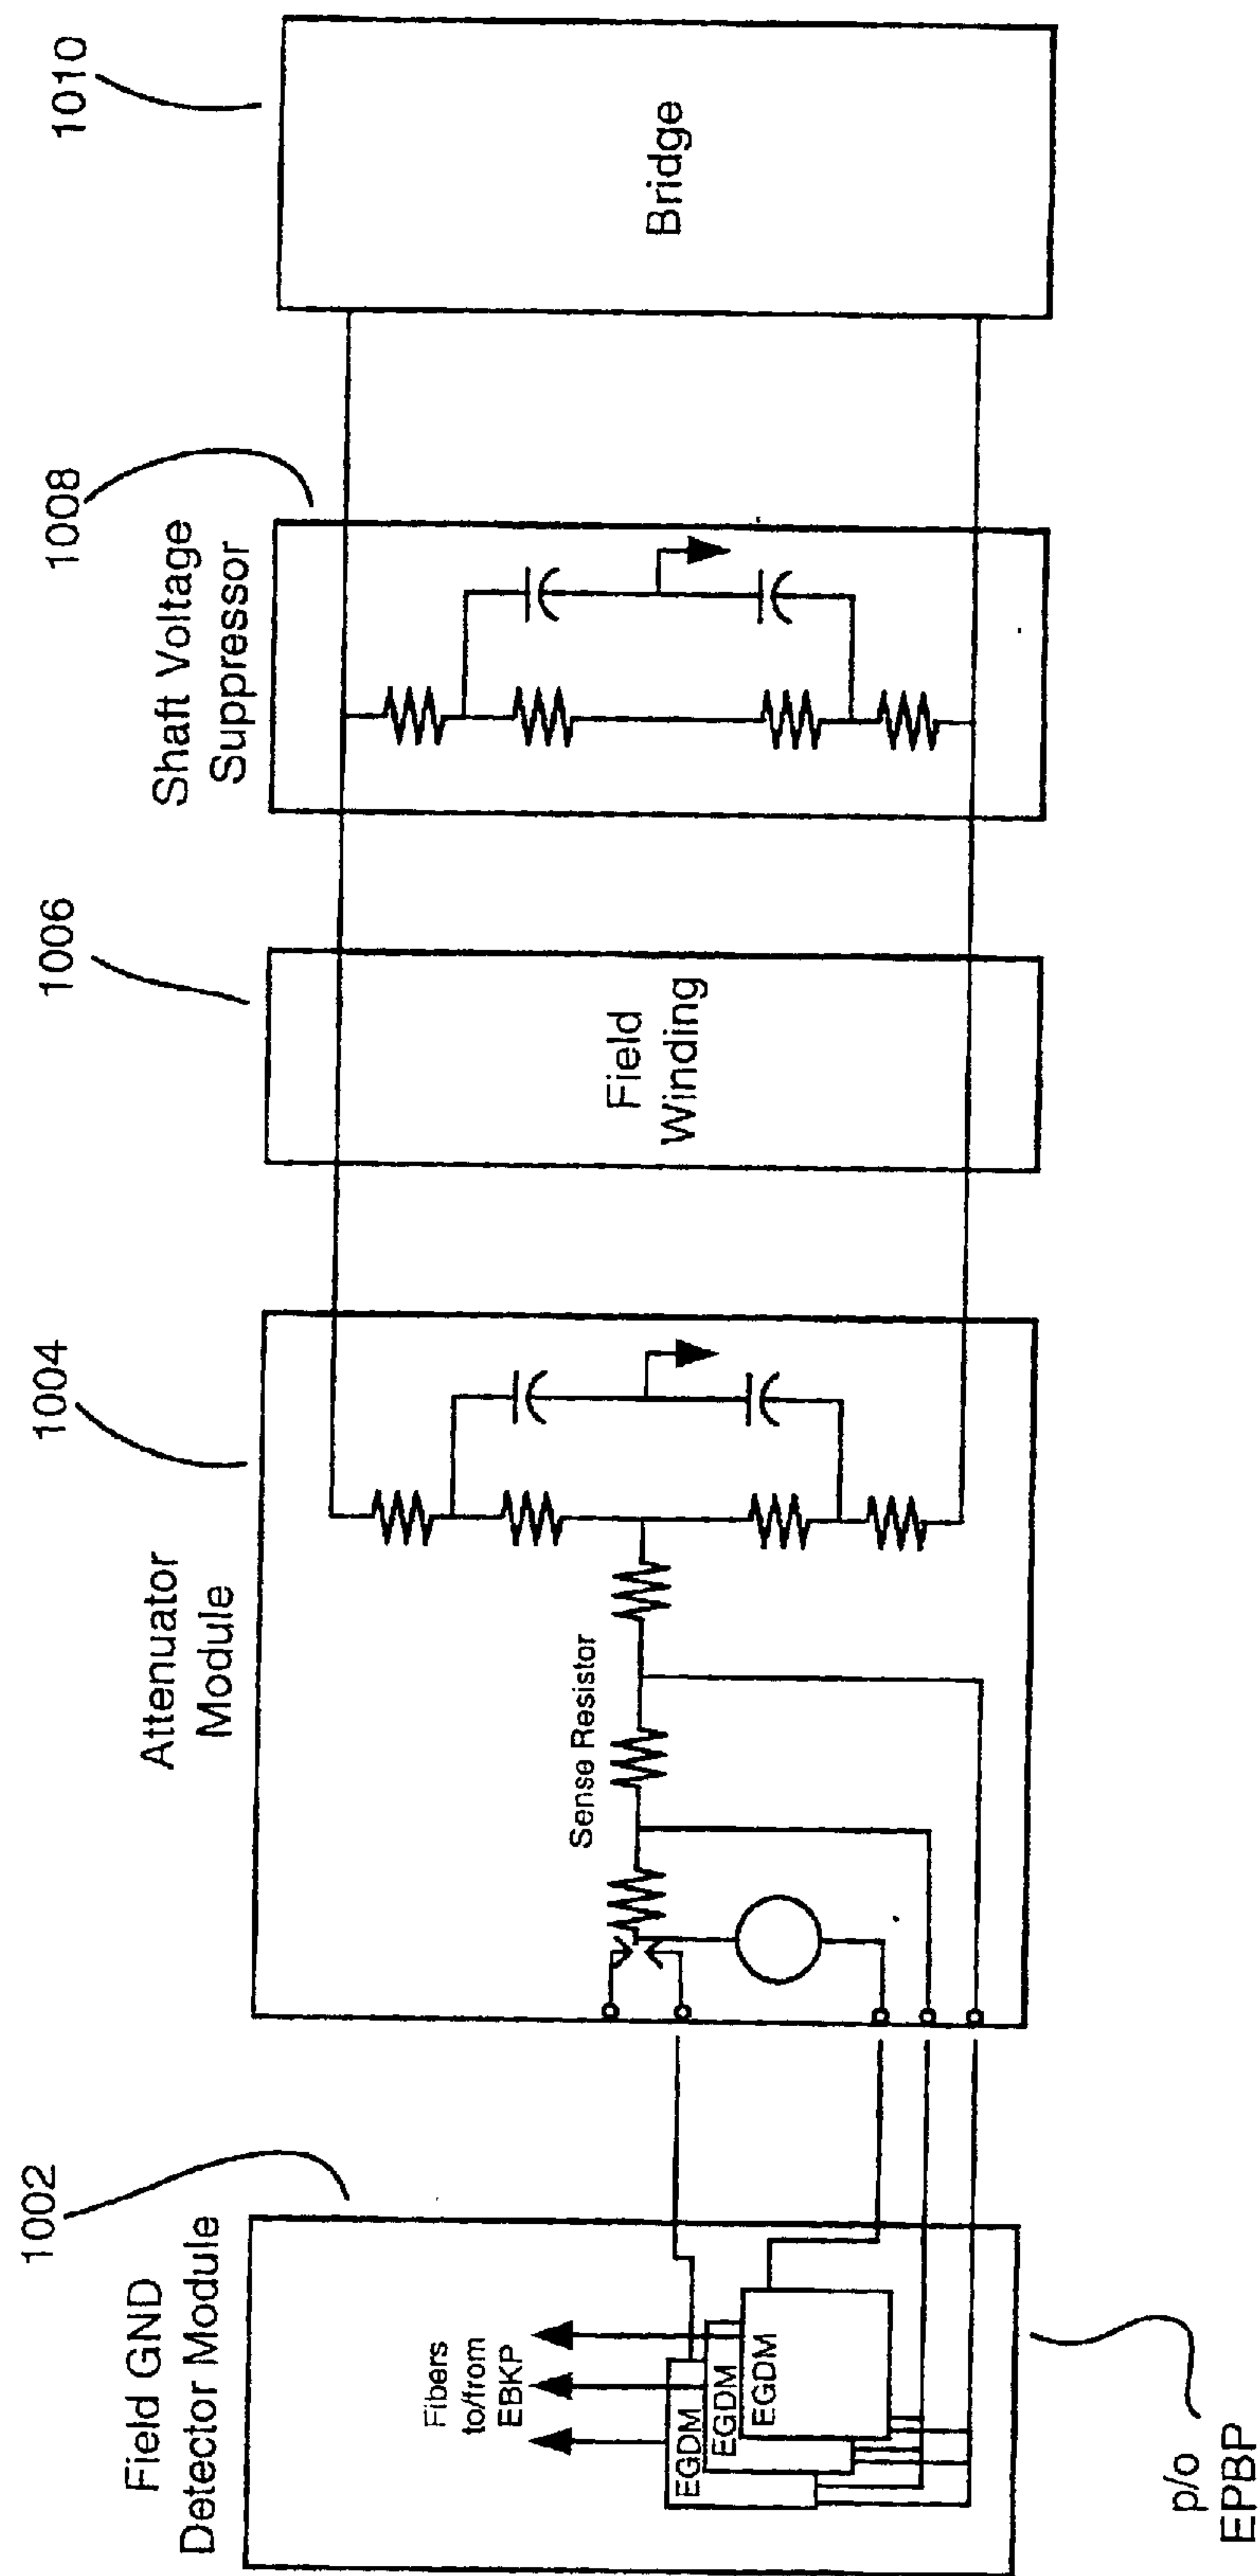 1002
Field GND
Detector Module
Fibers
to/from
EBKP
EGDM
EGDM
EGDM
p/o
EPBP
1004
Attenuator
Module
Sense Resistor
1006
Field
Winding
1008
Shaft Voltage
Suppressor
1010
Bridge